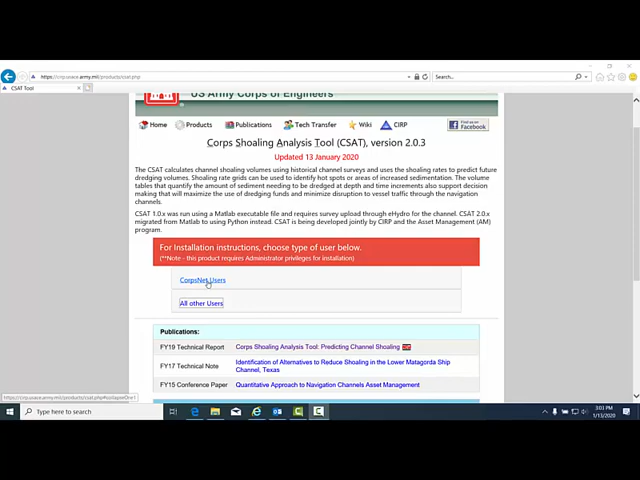 https://cirp.usace.army.mil/products/csat.php
Search...
CSAT Tool
US Army Corps of Engineers
Home Products Publications Tech Transfer Wiki CIRP Find us on Facebook
Corps Shoaling Analysis Tool (CSAT), version 2.0.3
Updated 13 January 2020
The CSAT calculates channel shoaling volumes using historical channel surveys and uses the shoaling rates to predict future
dredging volumes. Shoaling rate grids can be used to identify hot spots or areas of increased sedimentation. The volume
tables that quantify the amount of sediment needing to be dredged at depth and time increments also support decision
making that will maximize the use of dredging funds and minimize disruption to vessel traffic through the navigation
channels.
CSAT 1.0.x was run using a Matlab executable file and requires survey upload through eHydro for the channel. CSAT 2.0.x
migrated from Matlab to using Python instead. CSAT is being developed jointly by CIRP and the Asset Management (AM)
program.
For Installation instructions, choose type of user below.
(**Note - this product requires Administrator privileges for installation).
CorpsNet Users
All other Users
Publications:
FY19 Technical Report Corps Shoaling Analysis Tool: Predicting Channel Shoaling
FY17 Technical Note Identification of Alternatives to Reduce Shoaling in the Lower Matagorda Ship
Channel, Texas
FY15 Conference Paper Quantitative Approach to Navigation Channels Asset Management
https://cirp.usace.army.mil/products/csat.php#collapseOne1
Type here to search
3:03 PM
1/13/2020